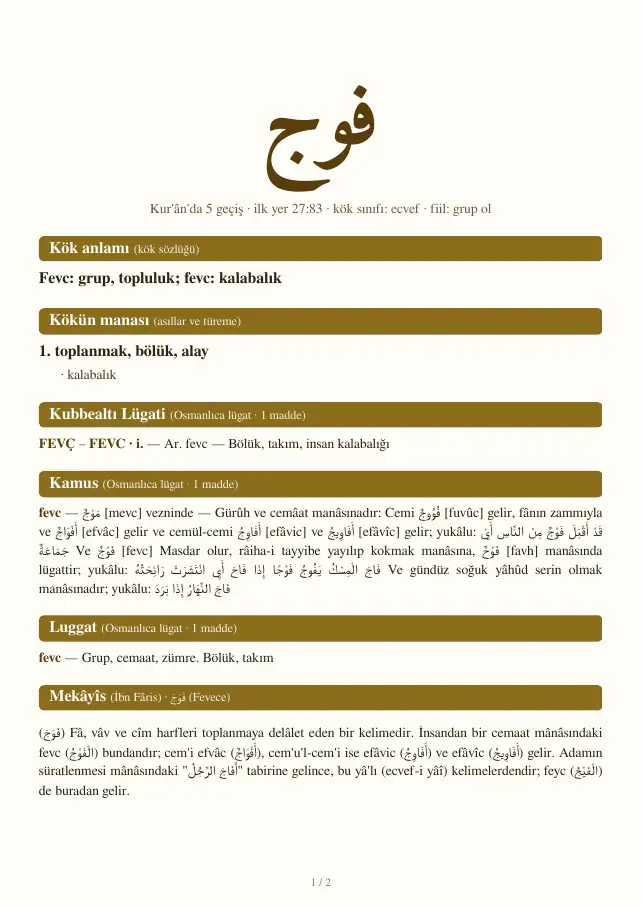 فوج
Kur'ân'da 5 geçiş · ilk yer 27:83 · kök sınıfı: ecvef · fiil: grup ol
Kök anlamı (kök sözlüğü)
Fevc: grup, topluluk; fevc: kalabalık
Kökün manası (asıllar ve türeme)
1. toplanmak, bölük, alay
· kalabalık
Kubbealtı Lügati (Osmanlıca lügat · 1 madde)
FEVÇ – FEVC · i. — Ar. fevc — Bölük, takım, insan kalabalığı
Kamus (Osmanlıca lügat · 1 madde)
fevc — مَوْجٌ [mevc] vezninde — Gürûh ve cemâat manâsınadır: Cemi فُوُوجٌ [fuvûc] gelir, fânın zammıyla
ve أَفْوَاجٌ [efvâc] gelir ve cemül-cemi أَفَاوِجُ [efâvic] ve أَفَاوِيجُ [efâvîc] gelir; yukâlu: قَدْ أَقْبَلَ فَوْجٌ مِنَ النَّاسِ أَيْ
جَمَاعَةٌ Ve فَوْجٌ [fevc] Masdar olur, râiha-i tayyibe yayılıp kokmak manâsına, فَوْحٌ [favh] manâsında
lügattir; yukâlu: فَاجَ الْمِسْكُ يَفُوجُ فَوْجًا إِذَا فَاحَ أَيِ انْتَشَرَتْ رَائِحَتُهُ Ve gündüz soğuk yâhûd serin olmak
manâsınadır; yukâlu: فَاجَ النَّهَارُ إِذَا بَرَدَ
Luggat (Osmanlıca lügat · 1 madde)
fevc — Grup, cemaat, zümre. Bölük, takım
Mekâyîs (İbn Fâris) · فَوَجَ (Fevece)
(فَوَجَ) Fâ, vâv ve cîm harfleri toplanmaya delâlet eden bir kelimedir. İnsandan bir cemaat mânâsındaki
fevc (الْفَوْجُ) bundandır; cem'i efvâc (أَفْوَاجٌ), cem'u'l-cem'i ise efâvic (أَفَاوِجُ) ve efâvîc (أَفَاوِيجُ) gelir. Adamın
süratlenmesi mânâsındaki "أَفَاجَ الرَّجُلُ" tabirine gelince, bu yâ'lı (ecvef-i yâî) kelimelerdendir; feyc (الْفَيْجُ)
de buradan gelir.
1 / 2